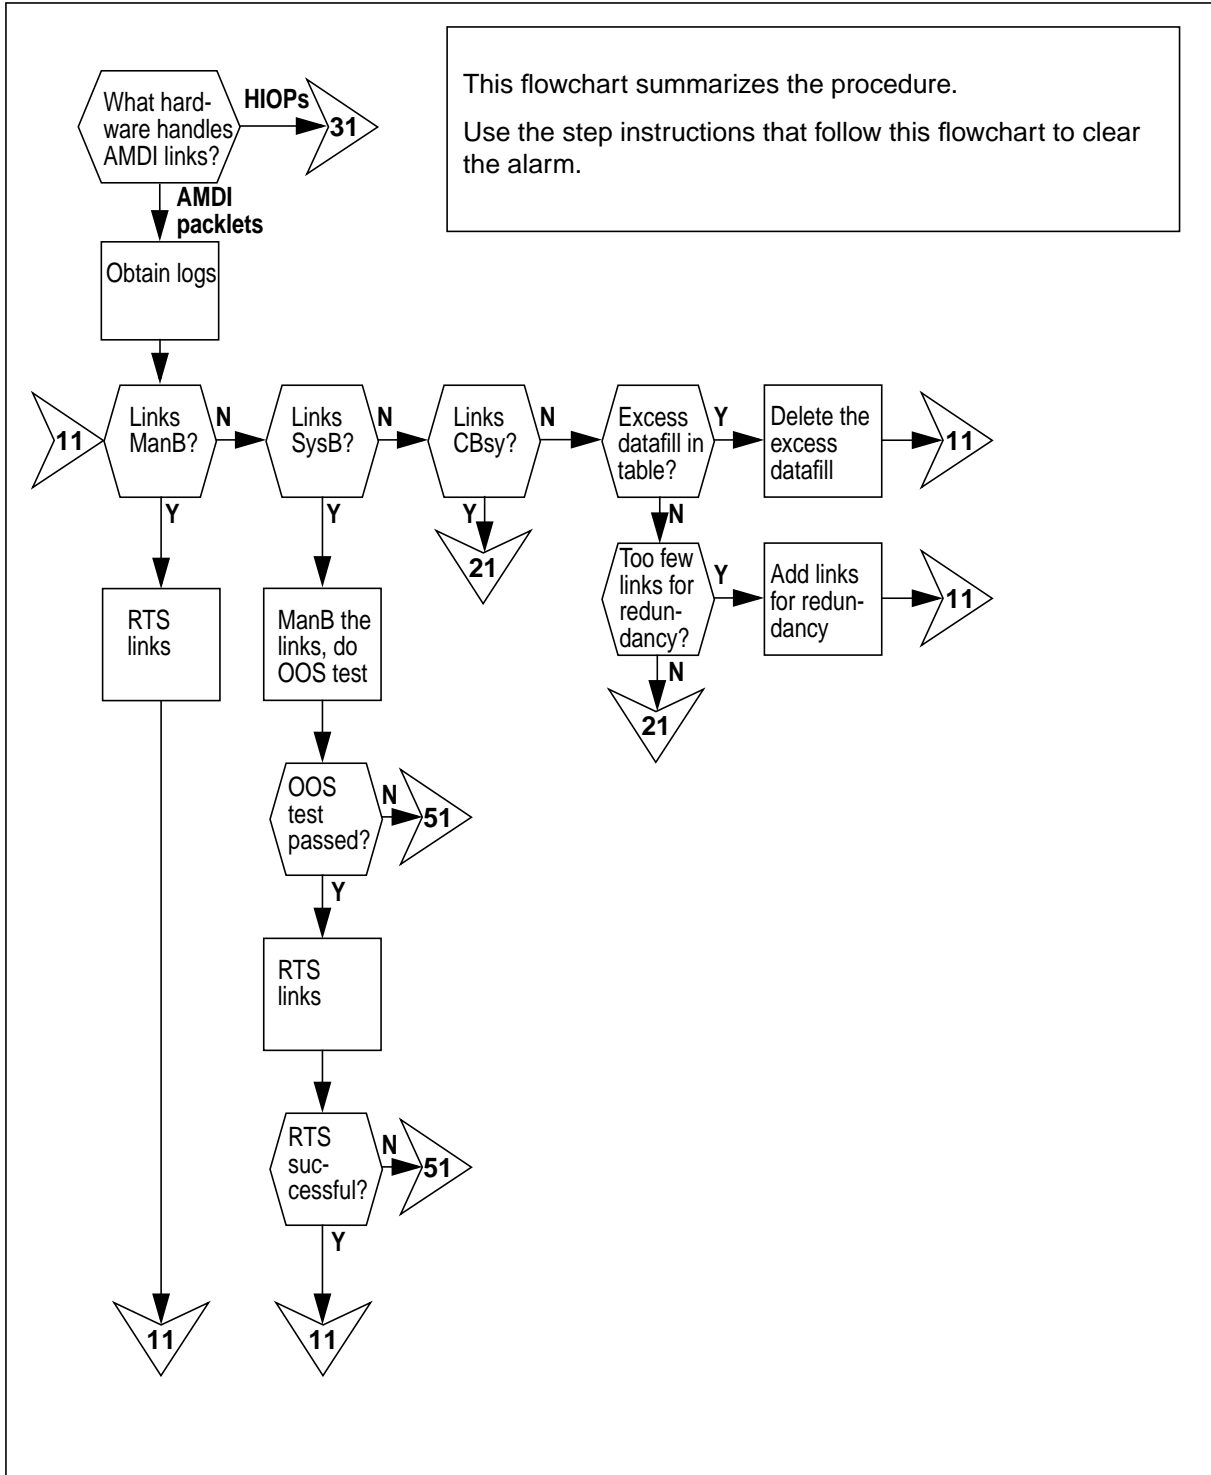 This flowchart summarizes the procedure.
Use the step instructions that follow this flowchart to clear
the alarm.
What hard-
ware handles
AMDI links?
HIOPs
31
AMDI
packlets
Obtain logs
11
Links
ManB?
N
Links
SysB?
N
Links
CBsy?
N
Excess
datafill in
table?
Y
Delete the
excess
datafill
11
Y
Y
Y
21
N
Too few
links for
redun-
dancy?
Y
Add links
for redun-
dancy
11
N
21
RTS
links
ManB the
links, do
OOS test
OOS
test
passed?
N
51
Y
RTS
links
RTS
suc-
cessful?
N
51
Y
11
11